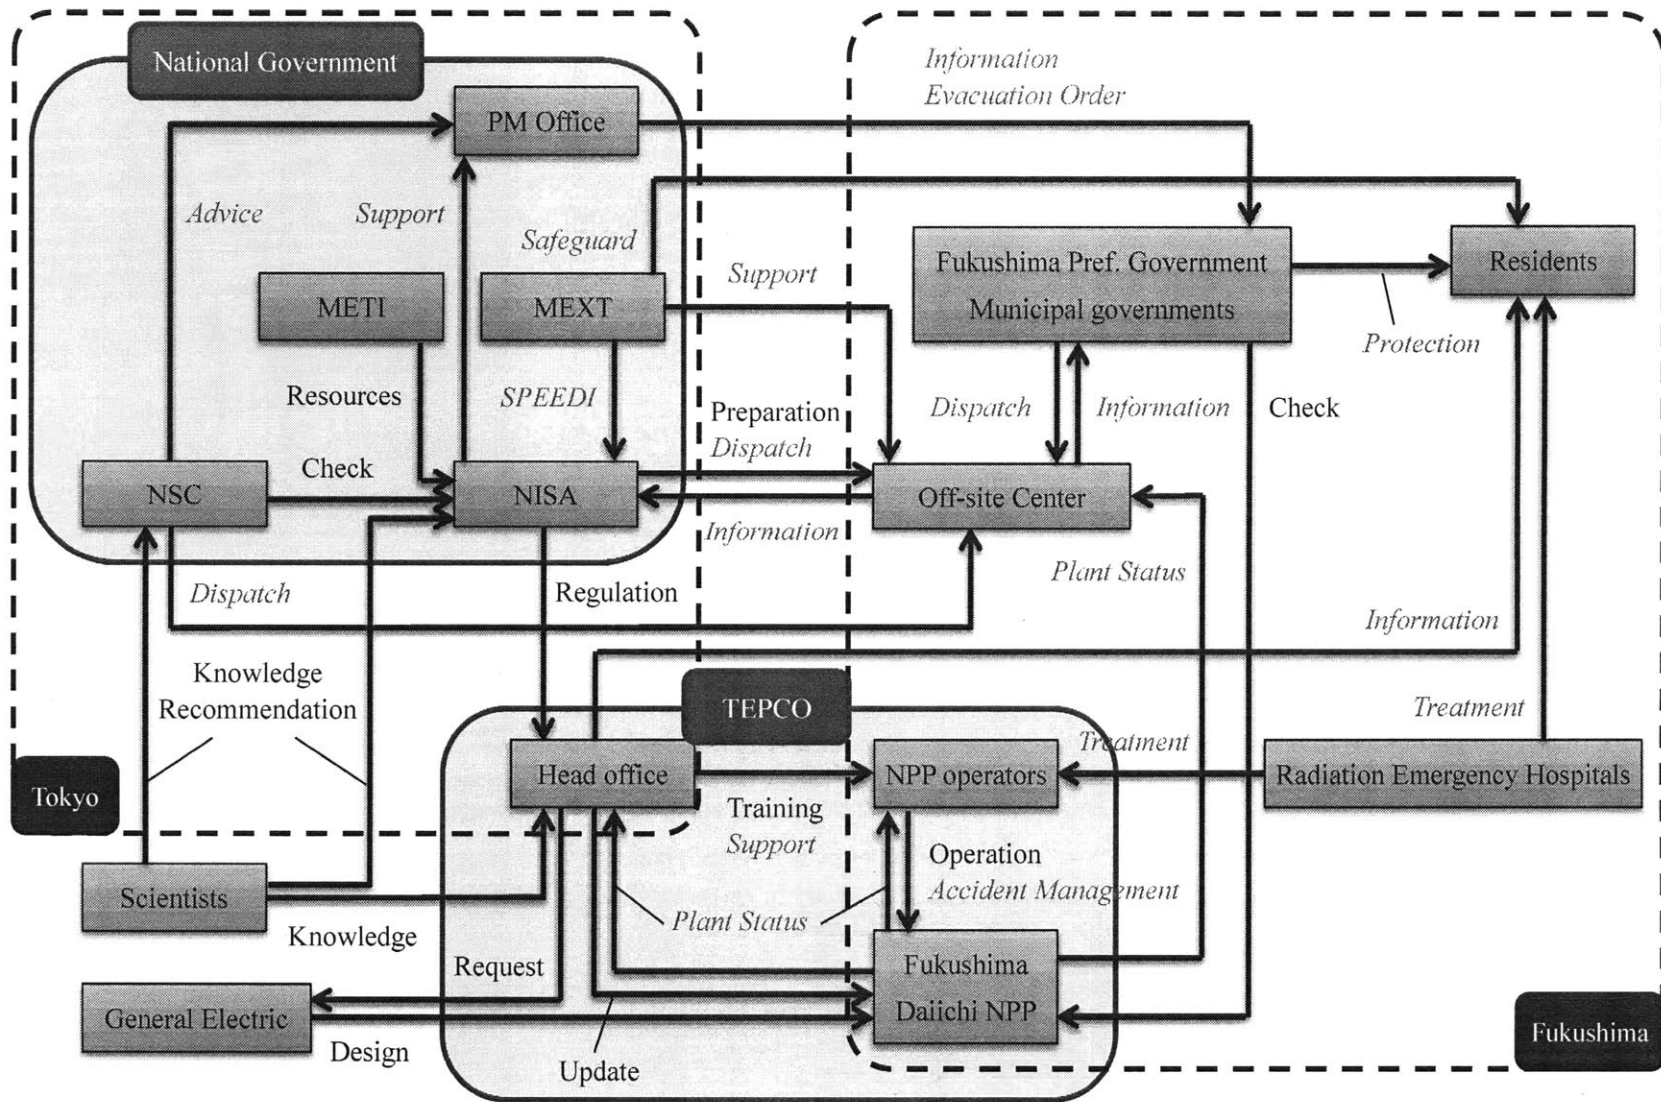 National Government
Information
Evacuation Order
PM Office
Advice
Support
Safeguard
Support
Fukushima Pref. Government
Municipal governments
Residents
METI
MEXT
Protection
Resources
SPEEDI
Preparation
Dispatch
Dispatch
Information
Check
Check
NSC
NISA
Off-site Center
Information
Plant Status
Dispatch
Regulation
Information
Knowledge
Recommendation
TEPCO
Treatment
Treatment
Head office
NPP operators
Radiation Emergency Hospitals
Tokyo
Training
Support
Operation
Accident Management
Scientists
Plant Status
Knowledge
Request
Fukushima
Daiichi NPP
General Electric
Design
Update
Fukushima